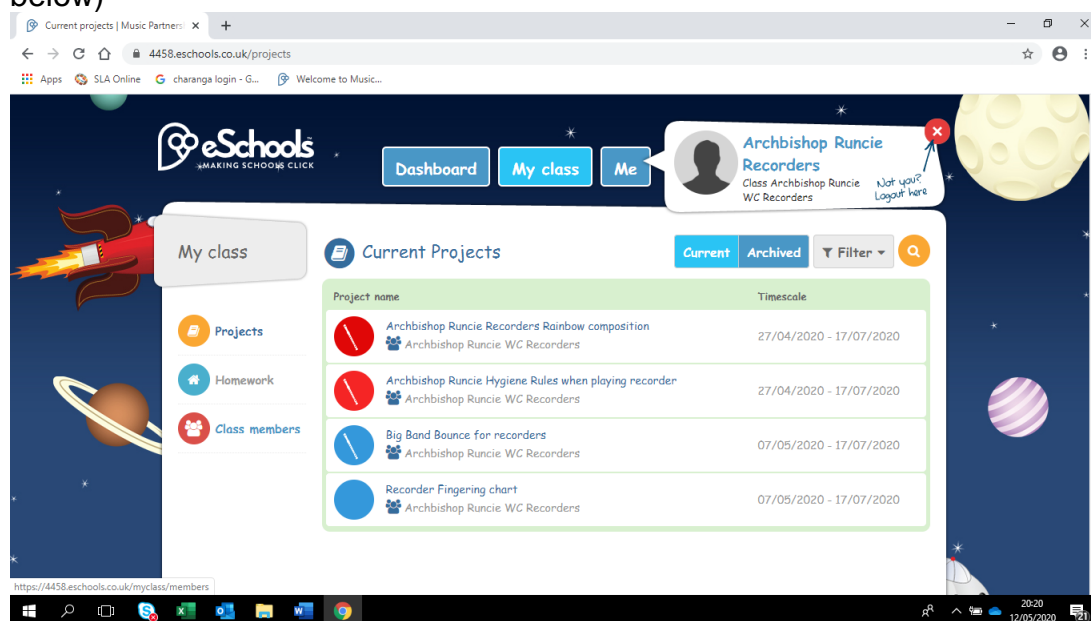 below)
Current projects | Music Partners
4458.eschools.co.uk/projects
Apps SLA Online charanga login - G... Welcome to Music...
eSchools
MAKING SCHOOLS CLICK
Dashboard My class Me
Archbishop Runcie
Recorders
Class Archbishop Runcie
WC Recorders
Not you?
Logout here
My class
Current Projects
Current Archived Filter
Project name Timescale
Projects
Homework
Class members
Archbishop Runcie Recorders Rainbow composition
Archbishop Runcie WC Recorders
27/04/2020 - 17/07/2020
Archbishop Runcie Hygiene Rules when playing recorder
Archbishop Runcie WC Recorders
27/04/2020 - 17/07/2020
Big Band Bounce for recorders
Archbishop Runcie WC Recorders
07/05/2020 - 17/07/2020
Recorder Fingering chart
Archbishop Runcie WC Recorders
07/05/2020 - 17/07/2020
https://4458.eschools.co.uk/myclass/members
20:20
12/05/2020
21